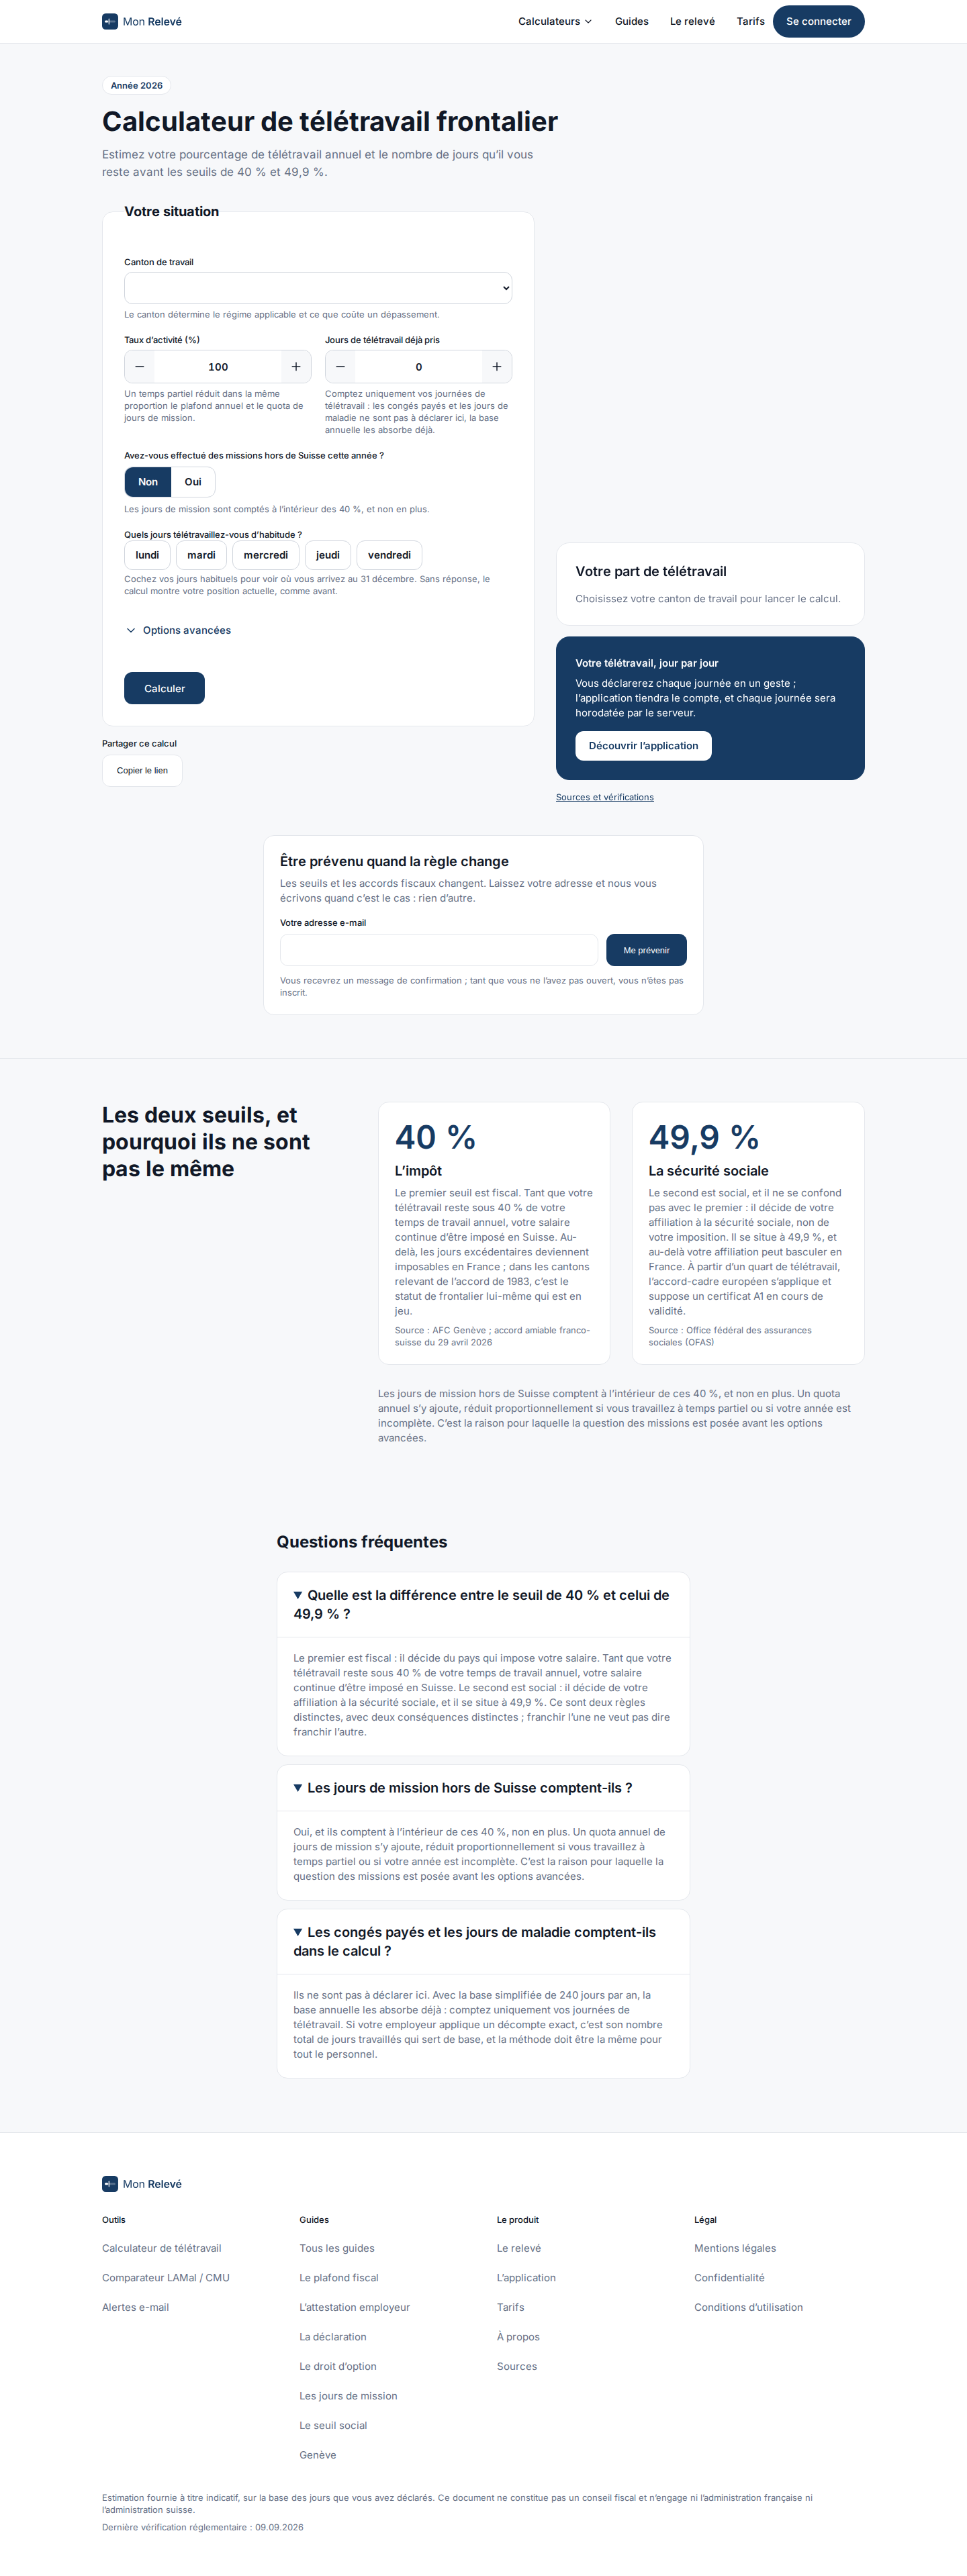 Mon Relevé
Calculateurs
Guides
Le relevé
Tarifs
Se connecter
Année 2026
Calculateur de télétravail frontalier
Estimez votre pourcentage de télétravail annuel et le nombre de jours qu’il vous
reste avant les seuils de 40 % et 49,9 %.
Votre situation
Canton de travail
Le canton détermine le régime applicable et ce que coûte un dépassement.
Taux d’activité (%)
100
Un temps partiel réduit dans la même
proportion le plafond annuel et le quota de
jours de mission.
Jours de télétravail déjà pris
0
Comptez uniquement vos journées de
télétravail : les congés payés et les jours de
maladie ne sont pas à déclarer ici, la base
annuelle les absorbe déjà.
Avez-vous effectué des missions hors de Suisse cette année ?
Non
Oui
Les jours de mission sont comptés à l’intérieur des 40 %, et non en plus.
Quels jours télétravaillez-vous d’habitude ?
lundi
mardi
mercredi
jeudi
vendredi
Cochez vos jours habituels pour voir où vous arrivez au 31 décembre. Sans réponse, le
calcul montre votre position actuelle, comme avant.
Options avancées
Calculer
Partager ce calcul
Copier le lien
Votre part de télétravail
Choisissez votre canton de travail pour lancer le calcul.
Votre télétravail, jour par jour
Vous déclarerez chaque journée en un geste ;
l’application tiendra le compte, et chaque journée sera
horodatée par le serveur.
Découvrir l’application
Sources et vérifications
Être prévenu quand la règle change
Les seuils et les accords fiscaux changent. Laissez votre adresse et nous vous
écrivons quand c’est le cas : rien d’autre.
Votre adresse e-mail
Me prévenir
Vous recevrez un message de confirmation ; tant que vous ne l’avez pas ouvert, vous n’êtes pas
inscrit.
Les deux seuils, et
pourquoi ils ne sont
pas le même
40 %
L’impôt
Le premier seuil est fiscal. Tant que votre
télétravail reste sous 40 % de votre
temps de travail annuel, votre salaire
continue d’être imposé en Suisse. Au-
delà, les jours excédentaires deviennent
imposables en France ; dans les cantons
relevant de l’accord de 1983, c’est le
statut de frontalier lui-même qui est en
jeu.
Source : AFC Genève ; accord amiable franco-
suisse du 29 avril 2026
49,9 %
La sécurité sociale
Le second est social, et il ne se confond
pas avec le premier : il décide de votre
affiliation à la sécurité sociale, non de
votre imposition. Il se situe à 49,9 %, et
au-delà votre affiliation peut basculer en
France. À partir d’un quart de télétravail,
l’accord-cadre européen s’applique et
suppose un certificat A1 en cours de
validité.
Source : Office fédéral des assurances
sociales (OFAS)
Les jours de mission hors de Suisse comptent à l’intérieur de ces 40 %, et non en plus. Un quota
annuel s’y ajoute, réduit proportionnellement si vous travaillez à temps partiel ou si votre année est
incomplète. C’est la raison pour laquelle la question des missions est posée avant les options
avancées.
Questions fréquentes
Quelle est la différence entre le seuil de 40 % et celui de
49,9 % ?
Le premier est fiscal : il décide du pays qui impose votre salaire. Tant que votre
télétravail reste sous 40 % de votre temps de travail annuel, votre salaire
continue d’être imposé en Suisse. Le second est social : il décide de votre
affiliation à la sécurité sociale, et il se situe à 49,9 %. Ce sont deux règles
distinctes, avec deux conséquences distinctes ; franchir l’une ne veut pas dire
franchir l’autre.
Les jours de mission hors de Suisse comptent-ils ?
Oui, et ils comptent à l’intérieur de ces 40 %, non en plus. Un quota annuel de
jours de mission s’y ajoute, réduit proportionnellement si vous travaillez à
temps partiel ou si votre année est incomplète. C’est la raison pour laquelle la
question des missions est posée avant les options avancées.
Les congés payés et les jours de maladie comptent-ils
dans le calcul ?
Ils ne sont pas à déclarer ici. Avec la base simplifiée de 240 jours par an, la
base annuelle les absorbe déjà : comptez uniquement vos journées de
télétravail. Si votre employeur applique un décompte exact, c’est son nombre
total de jours travaillés qui sert de base, et la méthode doit être la même pour
tout le personnel.
Mon Relevé
Outils
Calculateur de télétravail
Comparateur LAMal / CMU
Alertes e-mail
Guides
Tous les guides
Le plafond fiscal
L’attestation employeur
La déclaration
Le droit d’option
Les jours de mission
Le seuil social
Genève
Le produit
Le relevé
L’application
Tarifs
À propos
Sources
Légal
Mentions légales
Confidentialité
Conditions d’utilisation
Estimation fournie à titre indicatif, sur la base des jours que vous avez déclarés. Ce document ne constitue pas un conseil fiscal et n’engage ni l’administration française ni
l’administration suisse.
Dernière vérification réglementaire : 09.09.2026